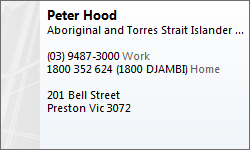 Peter Hood
Aboriginal and Torres Strait Islander ...
(03) 9487-3000 Work
1800 352 624 (1800 DJAMBI) Home
201 Bell Street
Preston Vic 3072